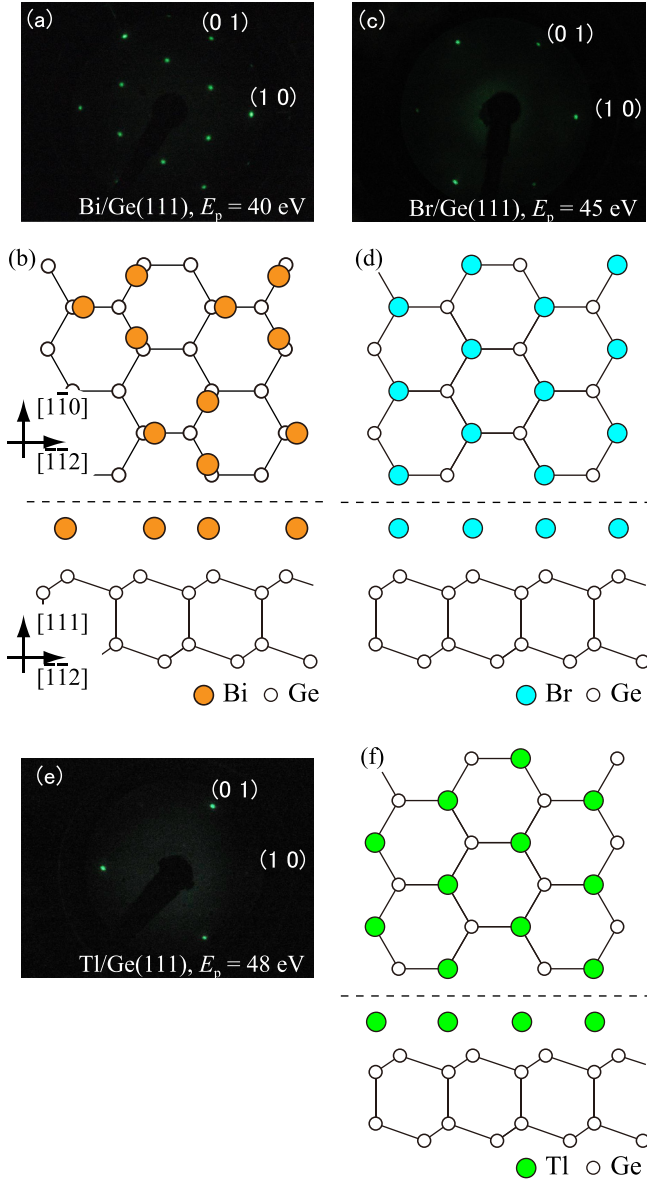 (a)
(0 1)
(1 0)
Bi/Ge(111), Eₚ = 40 eV
(c)
(0 1)
(1 0)
Br/Ge(111), Eₚ = 45 eV
(b)
[11̅0]
[1̅1̅2]
[111]
[1̅1̅2]
Bi Ge
(d)
Br Ge
(e)
(0 1)
(1 0)
Tl/Ge(111), Eₚ = 48 eV
(f)
Tl Ge